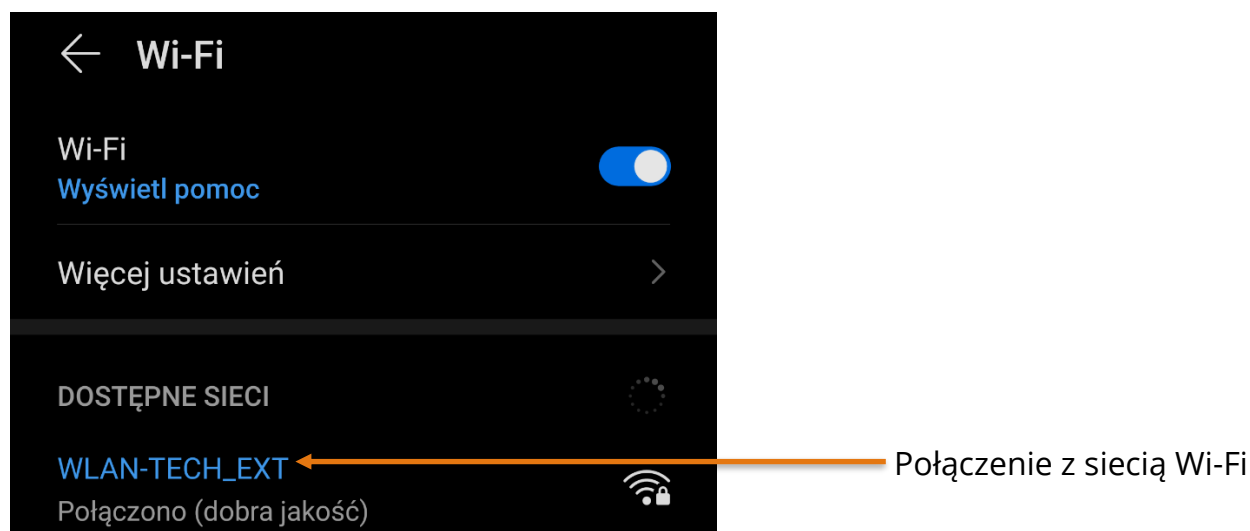 Wi-Fi
Wi-Fi
Wyświetl pomoc
Więcej ustawień
DOSTĘPNE SIECI
WLAN-TECH_EXT
Połączono (dobra jakość)
Połączenie z siecią Wi-Fi